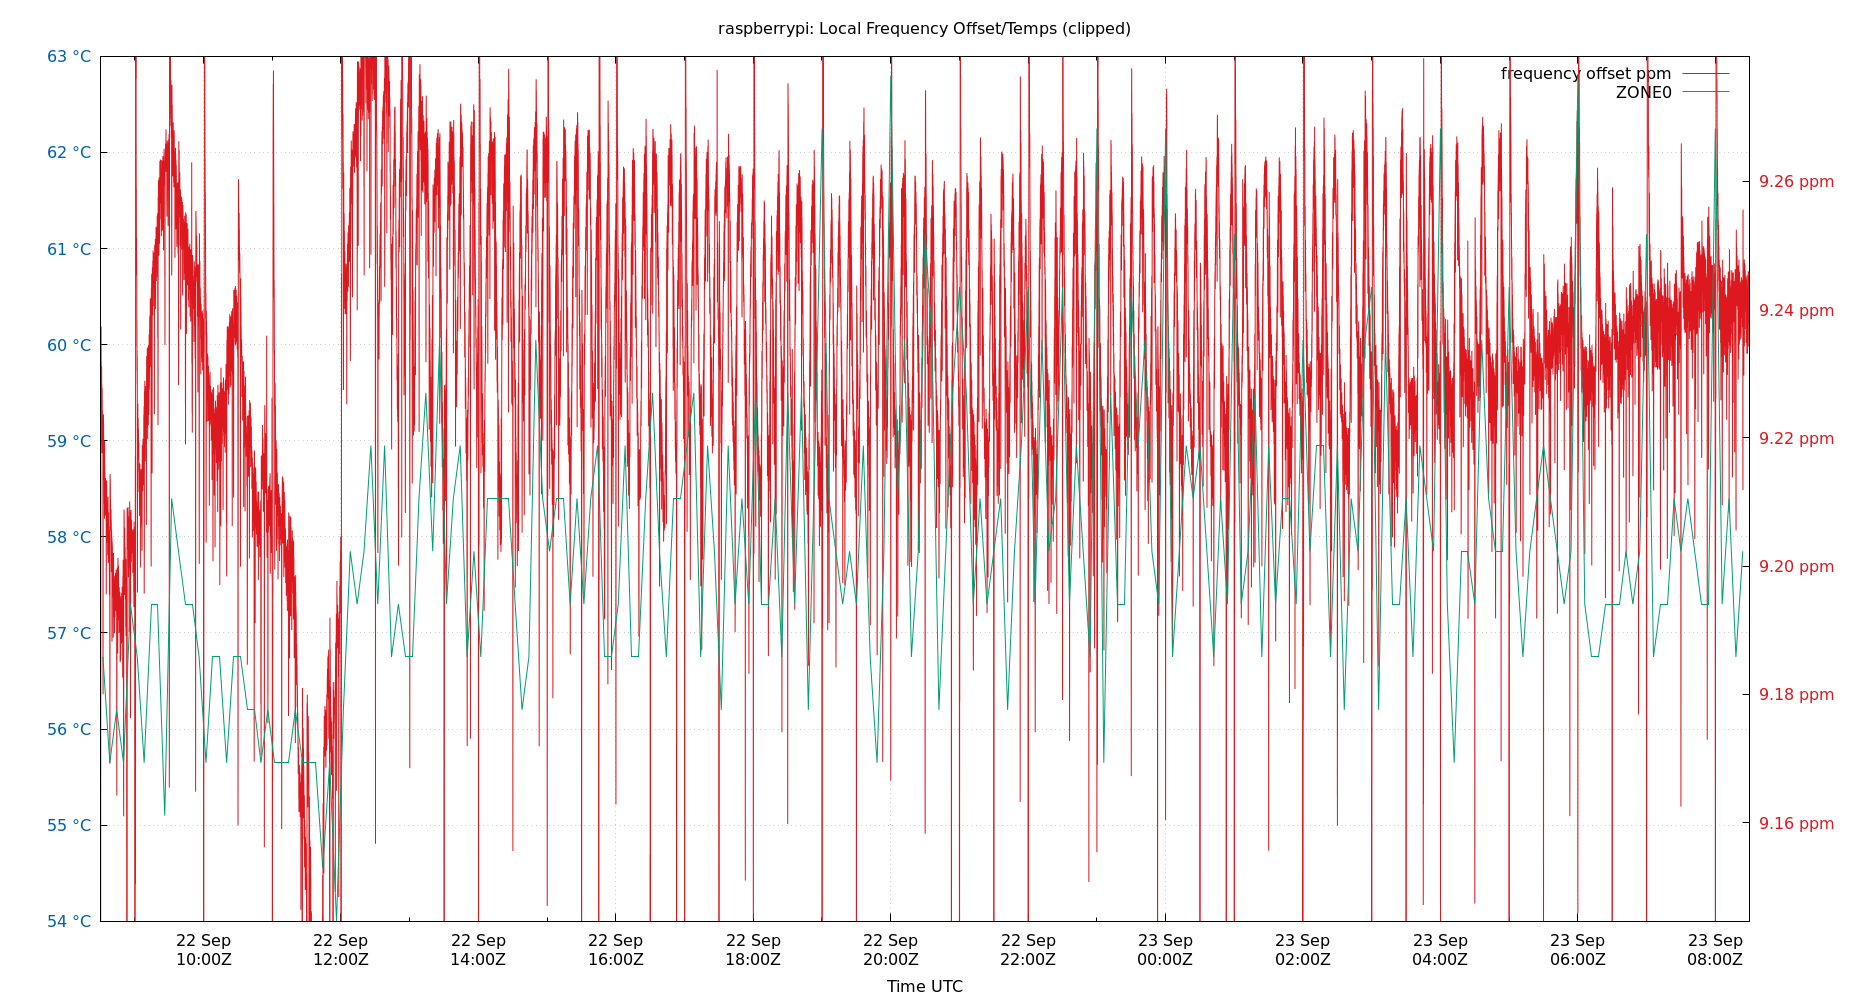 raspberrypi: Local Frequency Offset/Temps (clipped)
63 °C
62 °C
61 °C
60 °C
59 °C
58 °C
57 °C
56 °C
55 °C
54 °C
frequency offset ppm
ZONE0
9.26 ppm
9.24 ppm
9.22 ppm
9.20 ppm
9.18 ppm
9.16 ppm
22 Sep 22 Sep 22 Sep 22 Sep 22 Sep 22 Sep 22 Sep 23 Sep 23 Sep 23 Sep 23 Sep 23 Sep
10:00Z 12:00Z 14:00Z 16:00Z 18:00Z 20:00Z 22:00Z 00:00Z 02:00Z 04:00Z 06:00Z 08:00Z
Time UTC